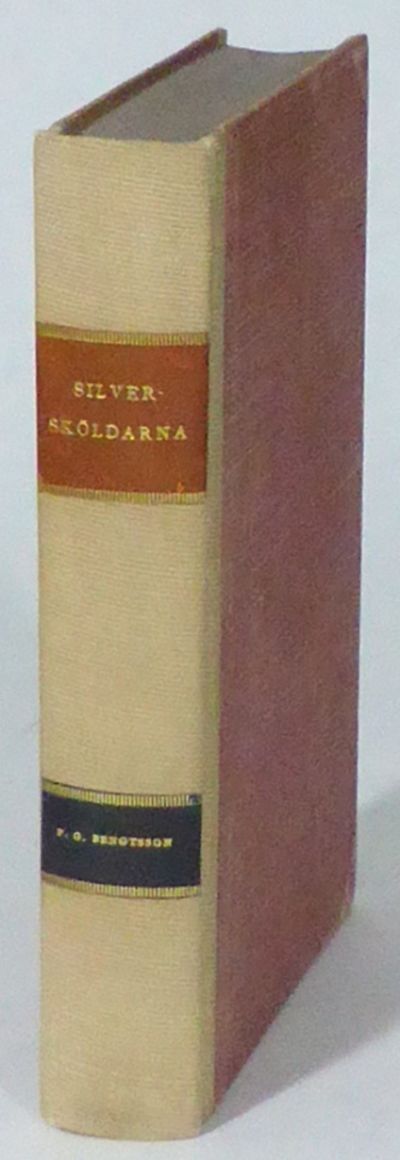 SILVER-
SKÖLDARNA
F. G. BENGTSSON